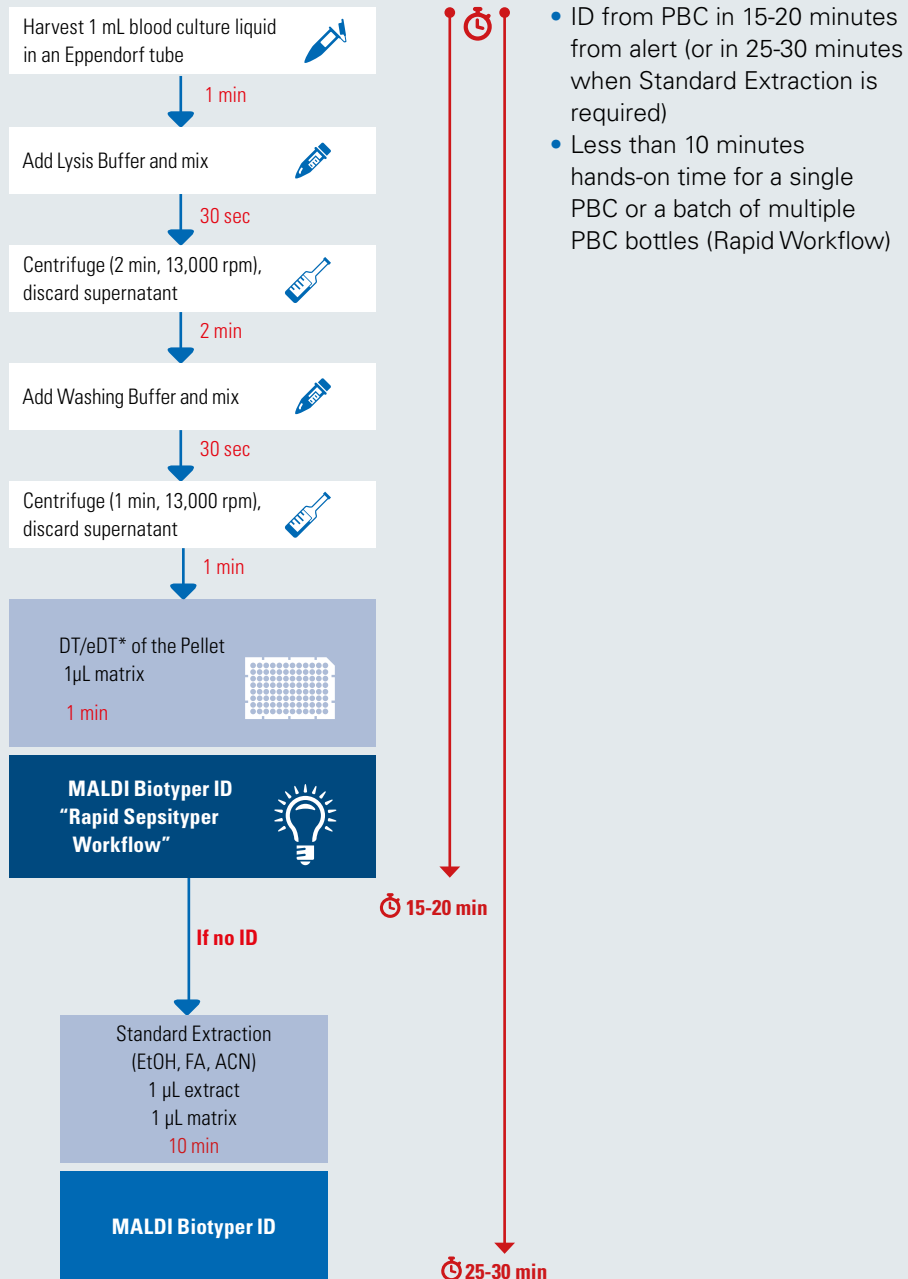 Harvest 1 mL blood culture liquid
in an Eppendorf tube
1 min
Add Lysis Buffer and mix
30 sec
Centrifuge (2 min, 13,000 rpm),
discard supernatant
2 min
Add Washing Buffer and mix
30 sec
Centrifuge (1 min, 13,000 rpm),
discard supernatant
1 min
DT/eDT* of the Pellet
1µL matrix
1 min
MALDI Biotyper ID
“Rapid Sepsityper
Workflow”
15-20 min
If no ID
Standard Extraction
(EtOH, FA, ACN)
1 µL extract
1 µL matrix
10 min
MALDI Biotyper ID
25-30 min
• ID from PBC in 15-20 minutes
from alert (or in 25-30 minutes
when Standard Extraction is
required)
• Less than 10 minutes
hands-on time for a single
PBC or a batch of multiple
PBC bottles (Rapid Workflow)